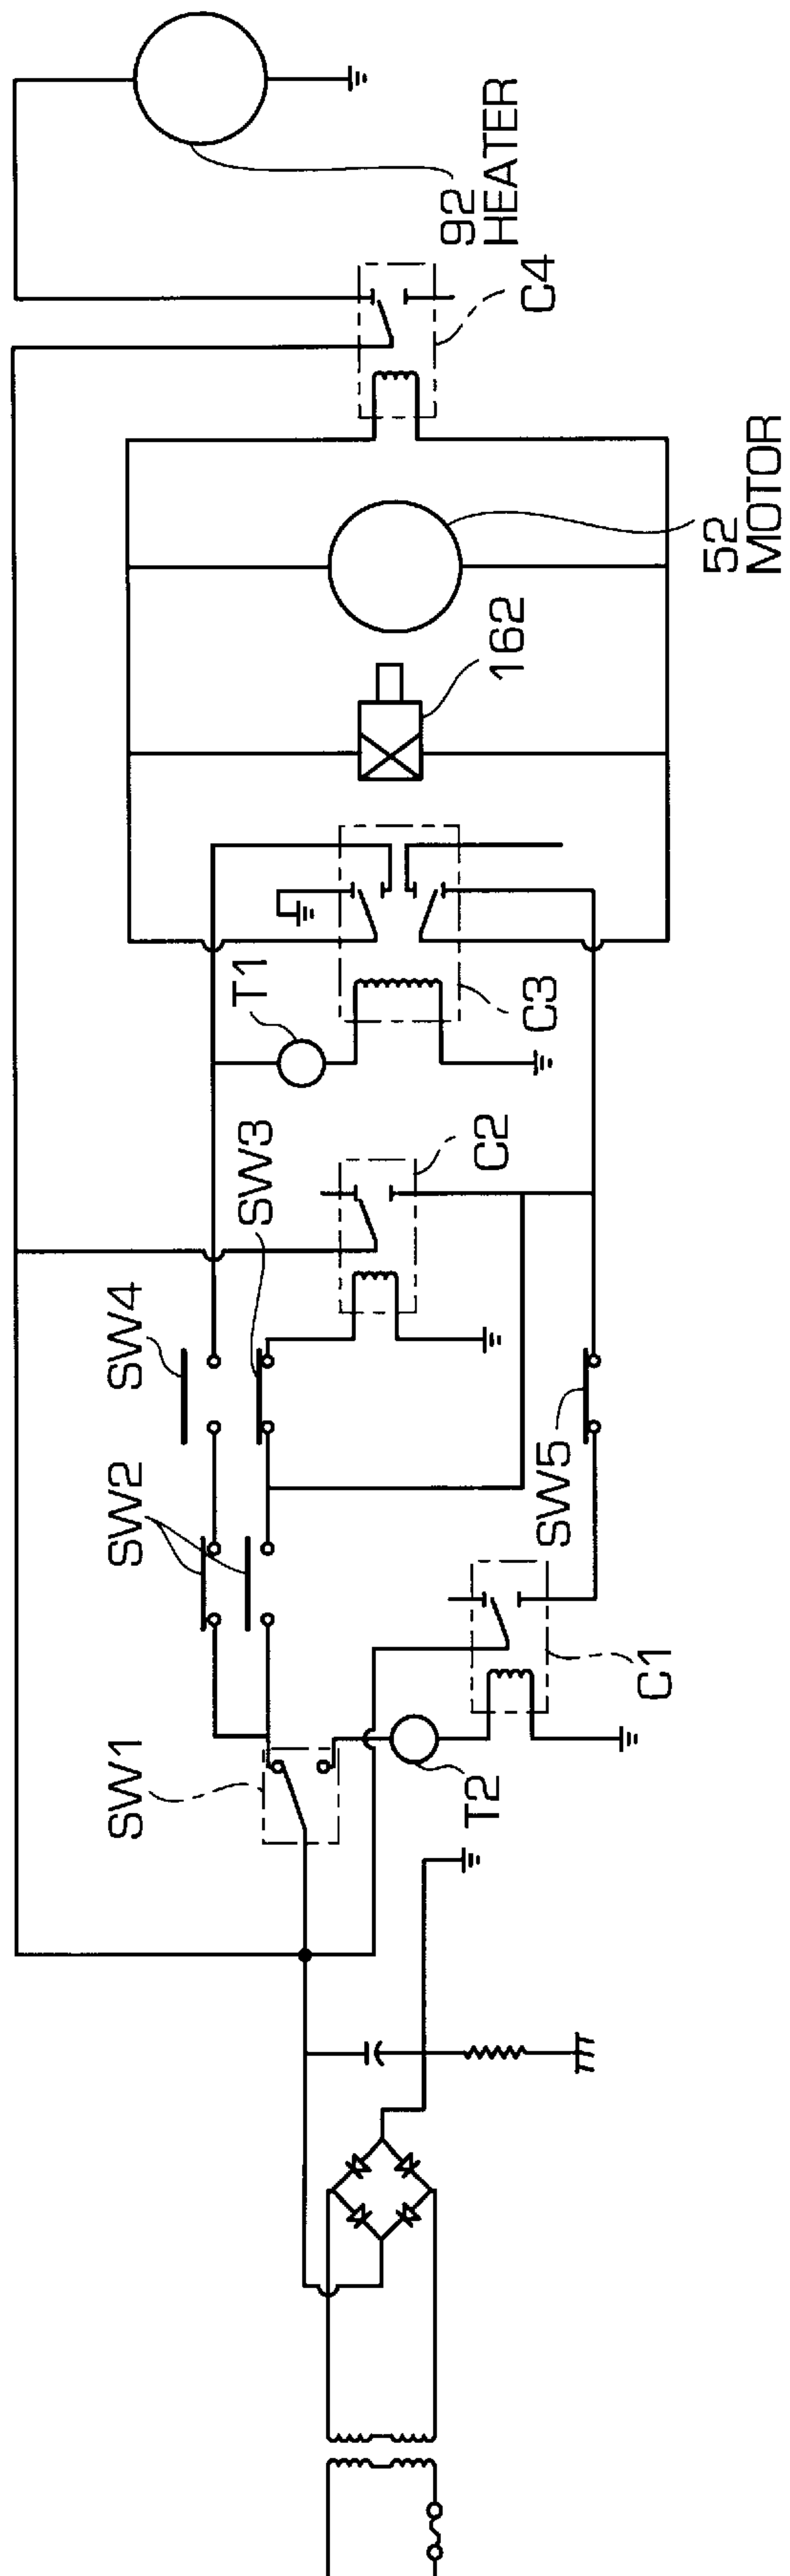 SW1
SW2
SW4
SW3
T1
T2
C1
SW5
C2
C3
162
52
MOTOR
C4
92
HEATER